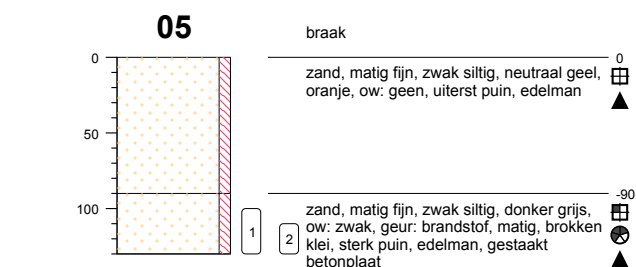 05
braak
0
0
zand, matig fijn, zwak siltig, neutraal geel,
oranje, ow: geen, uiterst puin, edelman
50
-90
100
zand, matig fijn, zwak siltig, donker grijs,
ow: zwak, geur: brandstof, matig, brokken
klei, sterk puin, edelman, gestaakt
betonplaat
1
2